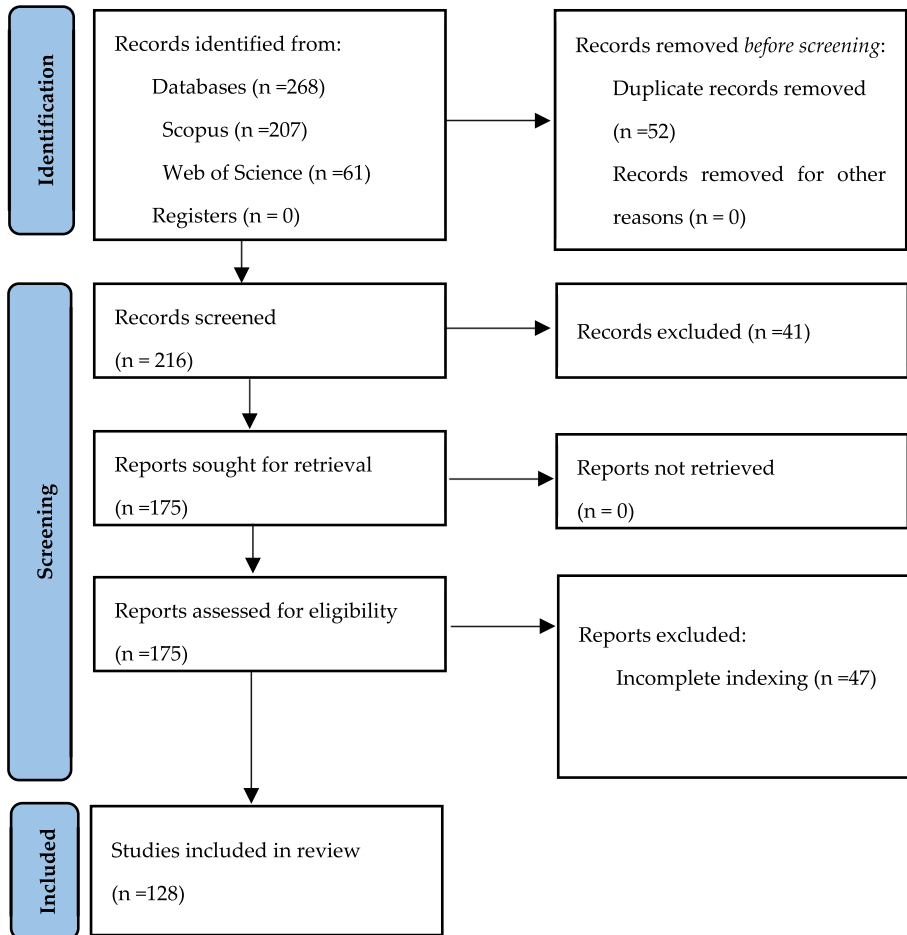 Identification
Records identified from:
Databases (n =268)
Scopus (n =207)
Web of Science (n =61)
Registers (n = 0)
Records removed before screening:
Duplicate records removed
(n =52)
Records removed for other
reasons (n = 0)
Screening
Records screened
(n = 216)
Records excluded (n =41)
Reports sought for retrieval
(n =175)
Reports not retrieved
(n = 0)
Reports assessed for eligibility
(n =175)
Reports excluded:
Incomplete indexing (n =47)
Included
Studies included in review
(n =128)